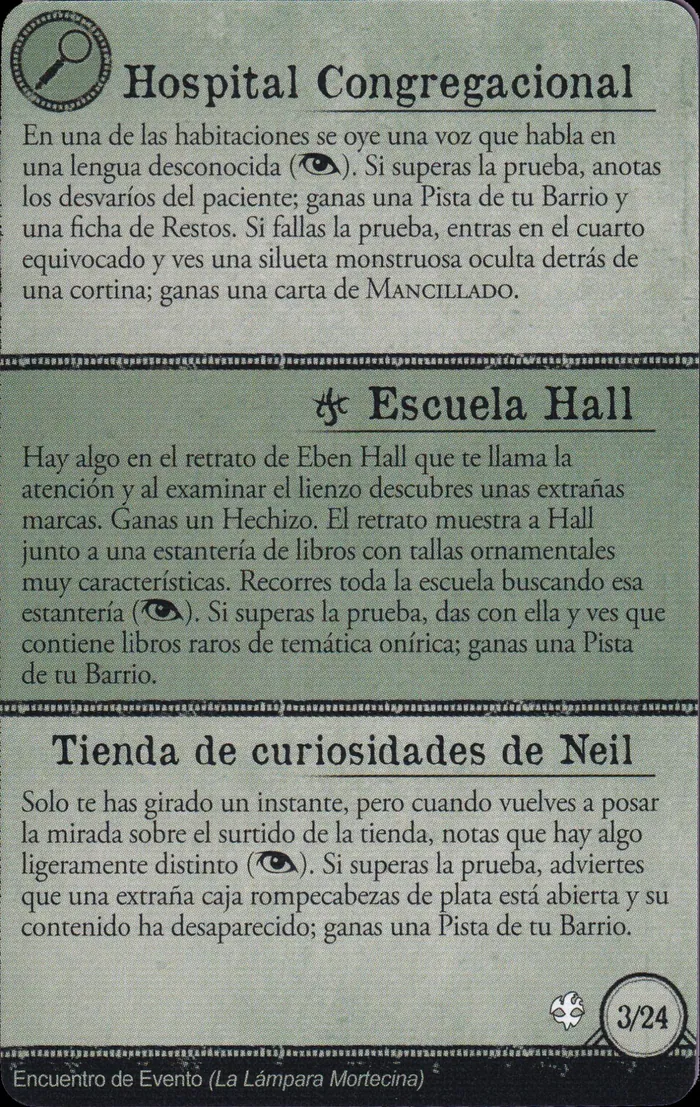 Hospital Congregacional
En una de las habitaciones se oye una voz que habla en
una lengua desconocida ( ). Si superas la prueba, anotas
los desvaríos del paciente; ganas una Pista de tu Barrio y
una ficha de Restos. Si fallas la prueba, entras en el cuarto
equivocado y ves una silueta monstruosa oculta detrás de
una cortina; ganas una carta de MANCILLADO.
Escuela Hall
Hay algo en el retrato de Eben Hall que te llama la
atención y al examinar el lienzo descubres unas extrañas
marcas. Ganas un Hechizo. El retrato muestra a Hall
junto a una estantería de libros con tallas ornamentales
muy características. Recorres toda la escuela buscando esa
estantería ( ). Si superas la prueba, das con ella y ves que
contiene libros raros de temática onírica; ganas una Pista
de tu Barrio.
Tienda de curiosidades de Neil
Solo te has girado un instante, pero cuando vuelves a posar
la mirada sobre el surtido de la tienda, notas que hay algo
ligeramente distinto ( ). Si superas la prueba, adviertes
que una extraña caja rompecabezas de plata está abierta y su
contenido ha desaparecido; ganas una Pista de tu Barrio.
3/24
Encuentro de Evento (La Lámpara Mortecina)